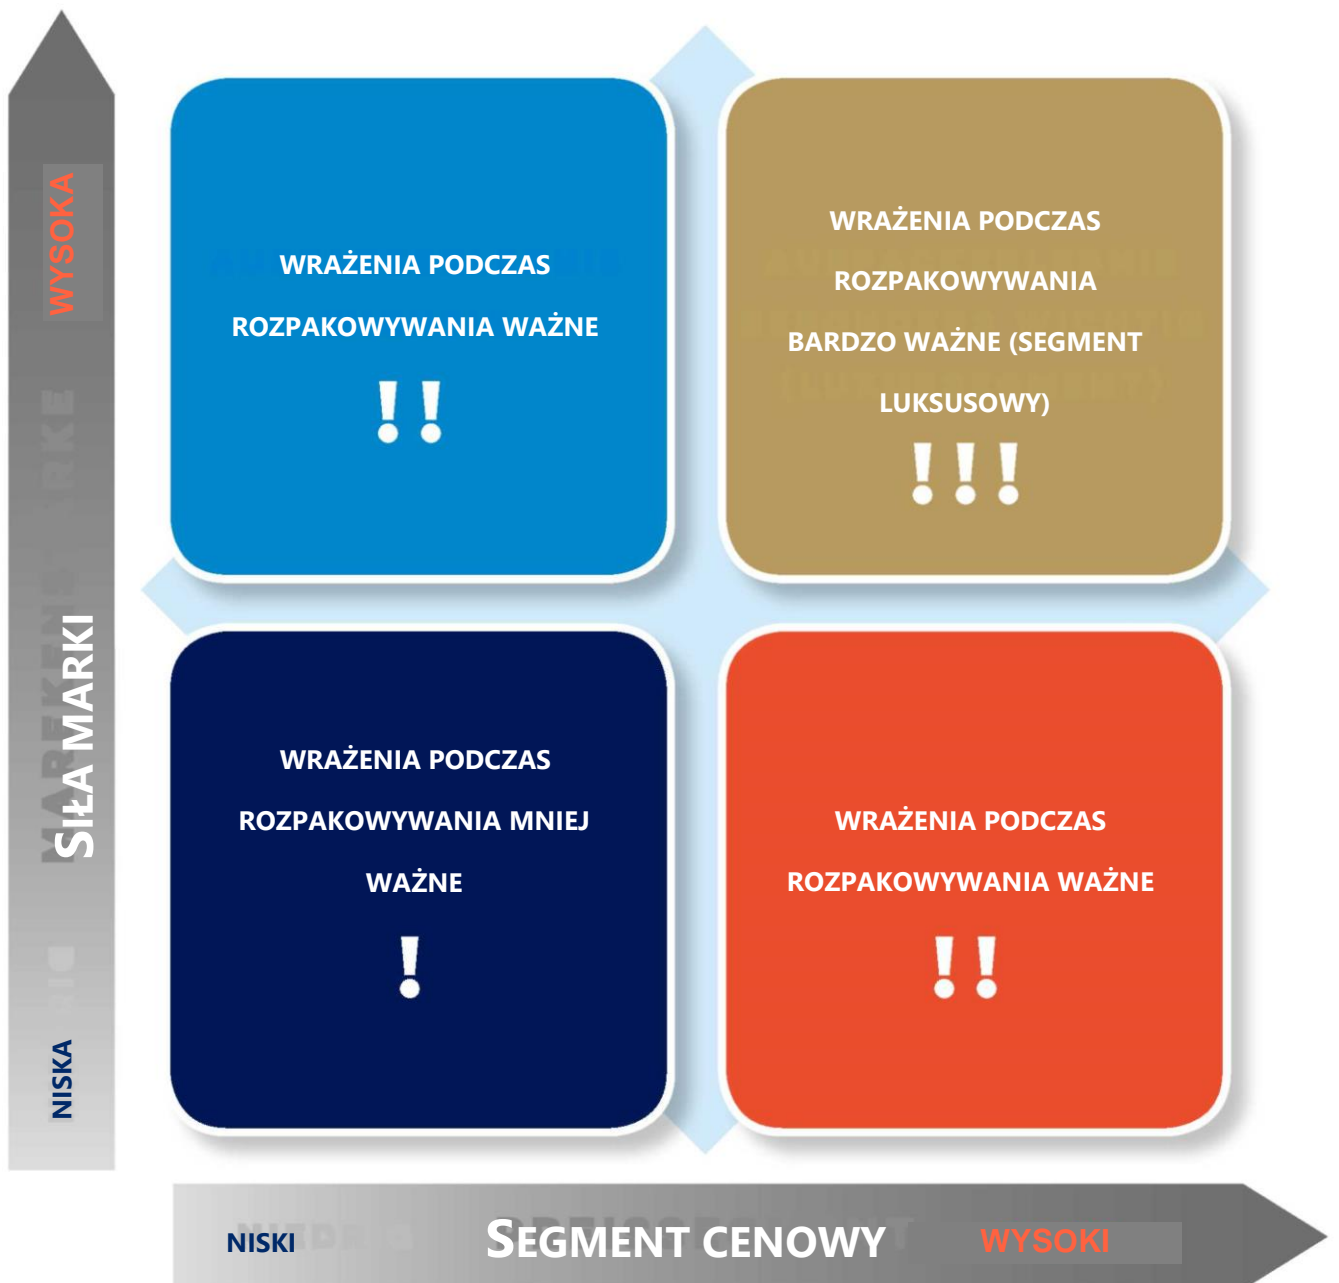 WYSOKA
SIŁA MARKI
NISKA
WRAŻENIA PODCZAS
ROZPAKOWYWANIA WAŻNE
!!
WRAŻENIA PODCZAS
ROZPAKOWYWANIA
BARDZO WAŻNE (SEGMENT
LUKSUSOWY)
!!!
WRAŻENIA PODCZAS
ROZPAKOWYWANIA MNIEJ
WAŻNE
!
WRAŻENIA PODCZAS
ROZPAKOWYWANIA WAŻNE
!!
NISKI
SEGMENT CENOWY
WYSOKI